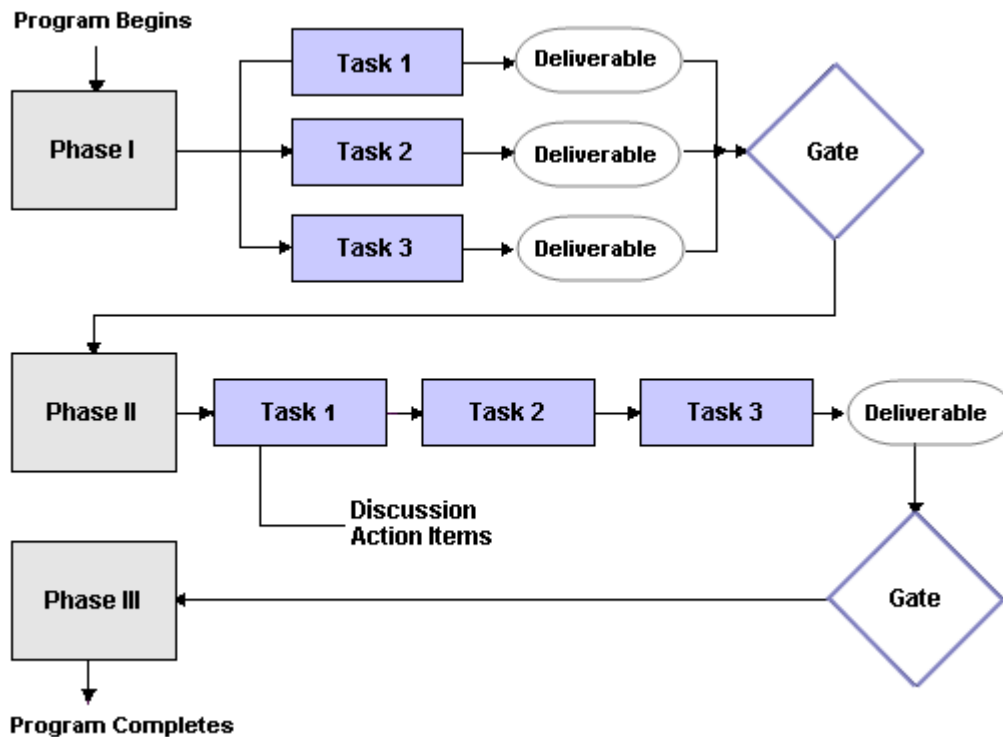 Program Begins
Task 1
Deliverable
Phase I
Task 2
Deliverable
Gate
Task 3
Deliverable
Phase II
Task 1
Task 2
Task 3
Deliverable
Discussion
Action Items
Phase III
Gate
Program Completes